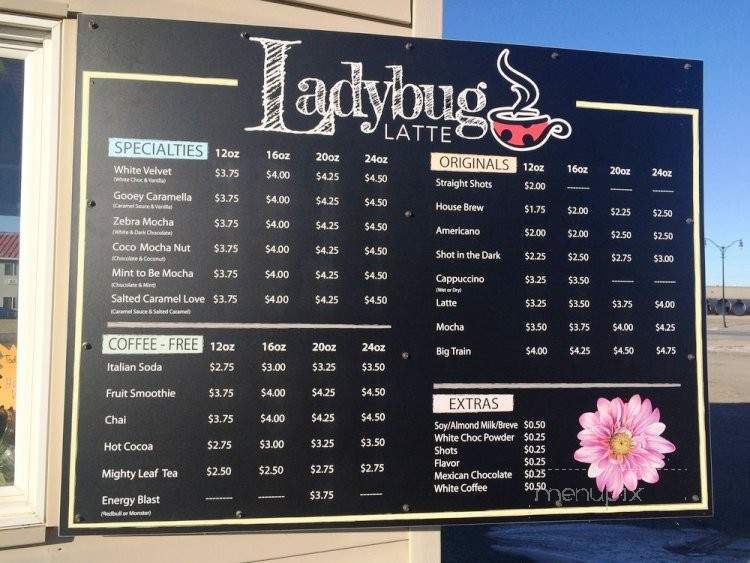 Ladybug
LATTE
SPECIALTIES 12oz 16oz 20oz 24oz
White Velvet $3.75 $4.00 $4.25 $4.50
(White Choc & Vanilla)
Gooey Caramella $3.75 $4.00 $4.25 $4.50
(Caramel Sauce & Vanilla)
Zebra Mocha $3.75 $4.00 $4.25 $4.50
(White & Dark Chocolate)
Coco Mocha Nut $3.75 $4.00 $4.25 $4.50
(Chocolate & Coconut)
Mint to Be Mocha $3.75 $4.00 $4.25 $4.50
(Chocolate & Mint)
Salted Caramel Love $3.75 $4.00 $4.25 $4.50
(Caramel Sauce & Salted Caramel)
COFFEE - FREE 12oz 16oz 20oz 24oz
Italian Soda $2.75 $3.00 $3.25 $3.50
Fruit Smoothie $3.75 $4.00 $4.25 $4.50
Chai $3.75 $4.00 $4.25 $4.50
Hot Cocoa $2.75 $3.00 $3.25 $3.50
Mighty Leaf Tea $2.50 $2.50 $2.75 $2.75
Energy Blast -------- -------- $3.75 --------
(Redbull or Monster)
ORIGINALS 12oz 16oz 20oz 24oz
Straight Shots $2.00 -------- -------- --------
House Brew $1.75 $2.00 $2.25 $2.50
Americano $2.00 $2.00 $2.50 $2.50
Shot in the Dark $2.25 $2.50 $2.75 $3.00
Cappuccino $3.25 $3.50 -------- --------
(Wet or Dry)
Latte $3.25 $3.50 $3.75 $4.00
Mocha $3.50 $3.75 $4.00 $4.25
Big Train $4.00 $4.25 $4.50 $4.75
EXTRAS
Soy/Almond Milk/Breve $0.50
White Choc Powder $0.25
Shots $0.25
Flavor $0.25
Mexican Chocolate $0.25
White Coffee $0.50
menupix